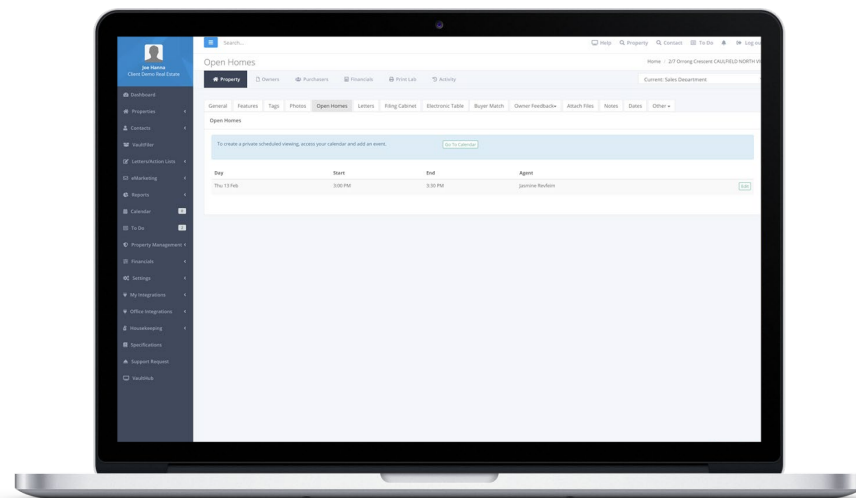 Search...
Help
Property
Contact
To Do
Log out
Joe Hanna
Client Demo Real Estate
Open Homes
Home / 2/7 Orrong Crescent CAULFIELD NORTH
Property
Owners
Purchasers
Financials
Print Lab
Activity
Current: Sales Department
Dashboard
Properties
Contacts
VaultFiler
Letters/Action Lists
eMarketing
Reports
Calendar
To Do
Property Management
Financials
Settings
My Integrations
Office Integrations
Housekeeping
Specifications
Support Request
VaultHub
General
Features
Tags
Photos
Open Homes
Letters
Filing Cabinet
Electronic Table
Buyer Match
Owner Feedback
Attach Files
Notes
Dates
Other
Open Homes
To create a private scheduled viewing, access your calendar and add an event.
Go To Calendar
Day Start End Agent
Thu 13 Feb 3:00 PM 3:30 PM Jasmine Revfeim
Edit